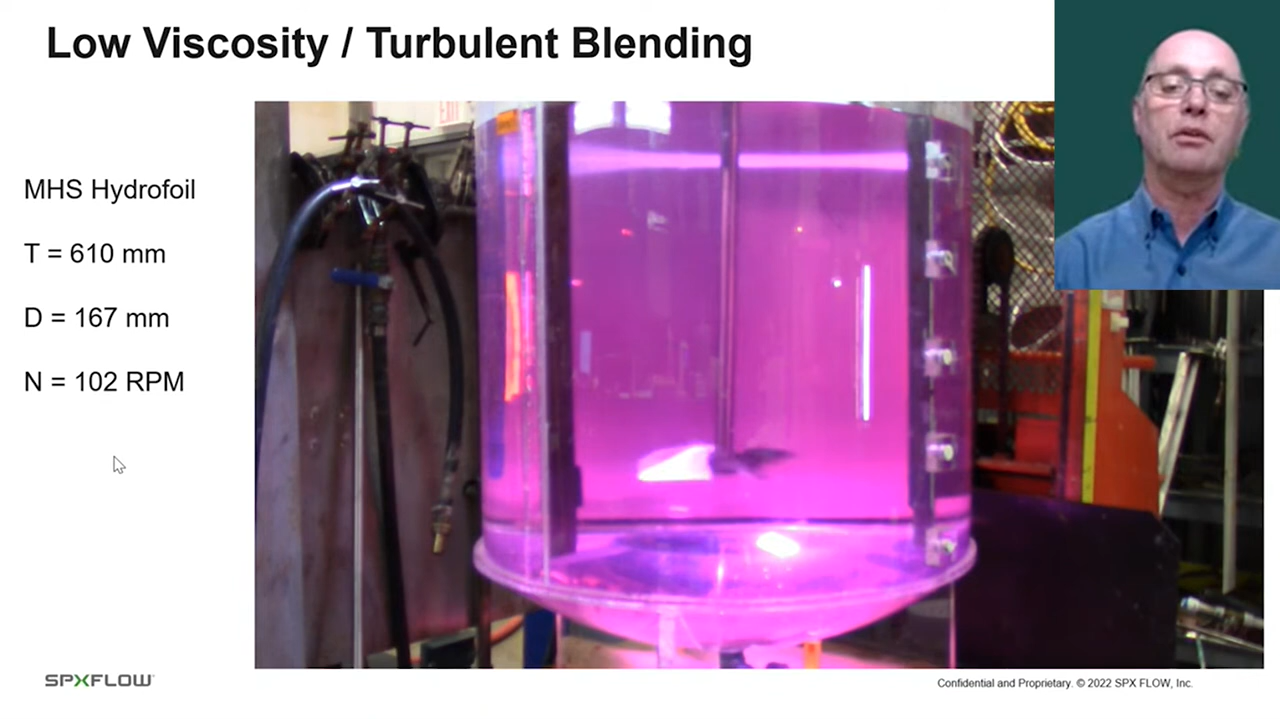 Low Viscosity / Turbulent Blending
EXIT
MHS Hydrofoil
T = 610 mm
D = 167 mm
N = 102 RPM
SPXFLOW
Confidential and Proprietary. © 2022 SPX FLOW, Inc.